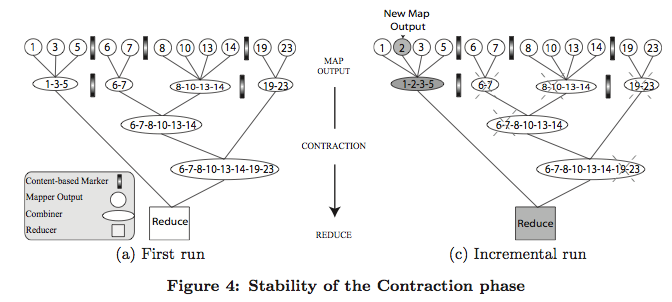 New Map
Output
1 3 5 6 7 8 10 13 14 19 23
MAP
OUTPUT
1 2 3 5 6 7 8 10 13 14 19 23
1-3-5 6-7 8-10-13-14 19-23
1-2-3-5 6-7 8-10-13-14 19-23
6-7-8-10-13-14
6-7-8-10-13-14
CONTRACTION
6-7-8-10-13-14-19-23
6-7-8-10-13-14-19-23
Content-based Marker
Mapper Output
Combiner
Reducer
Reduce
REDUCE
Reduce
(a) First run
(c) Incremental run
Figure 4: Stability of the Contraction phase